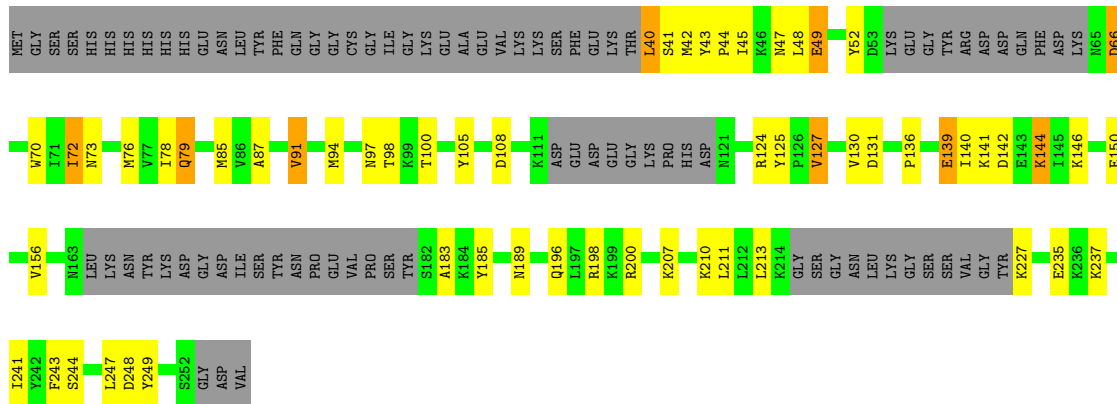 MET GLY SER SER HIS HIS HIS HIS HIS HIS GLU ASN LEU TYR PHE GLN GLY GLY CYS GLY ILE GLY LYS GLU ALA GLU VAL LYS LYS SER PHE GLU LYS THR L40 S41 M42 Y43 P44 I45 K46 N47 L48 E49 Y52 D53 LYS GLU GLY TYR ARG ASP ASP GLN PHE ASP LYS N65 D66
W70 I71 I72 N73 M76 V77 I78 Q79 M85 V86 A87 V91 M94 N97 T98 K99 T100 Y105 D108 K111 ASP GLU ASP GLU GLY LYS PRO HIS ASP N121 R124 Y125 P126 V127 V130 D131 P136 E139 I140 K141 D142 E143 K144 I145 K146 E150
V156 N163 LEU LYS ASN TYR LYS ASP GLY ASP ILE SER TYR ASN PRO GLU VAL PRO SER TYR S182 A183 K184 Y185 N189 Q196 L197 R198 K199 R200 K207 K210 L211 L212 L213 K214 GLY SER GLY ASN LEU LYS GLY SER SER VAL GLY TYR K227 E235 K236 K237
I241 Y242 F243 S244 L247 D248 Y249 S252 GLY ASP VAL